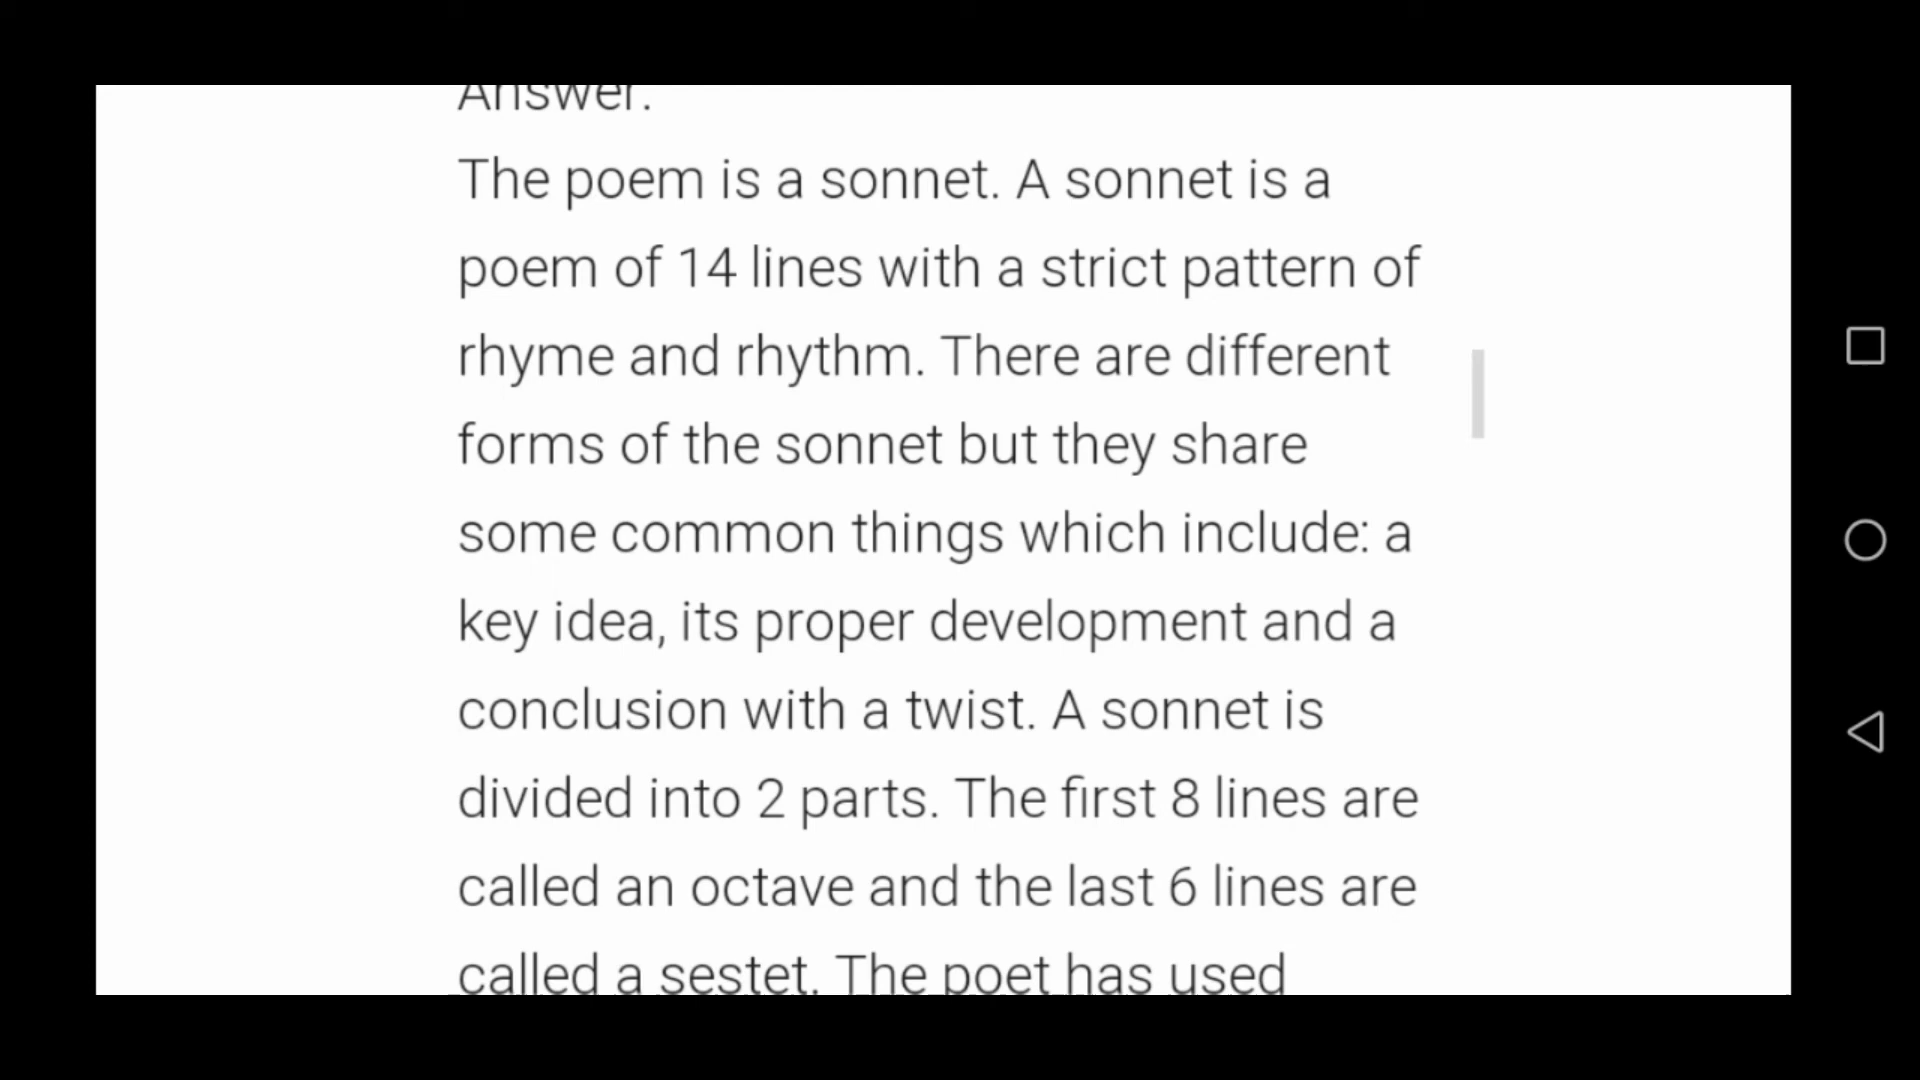 Answer.
The poem is a sonnet. A sonnet is a
poem of 14 lines with a strict pattern of
rhyme and rhythm. There are different
forms of the sonnet but they share
some common things which include: a
key idea, its proper development and a
conclusion with a twist. A sonnet is
divided into 2 parts. The first 8 lines are
called an octave and the last 6 lines are
called a sestet. The poet has used